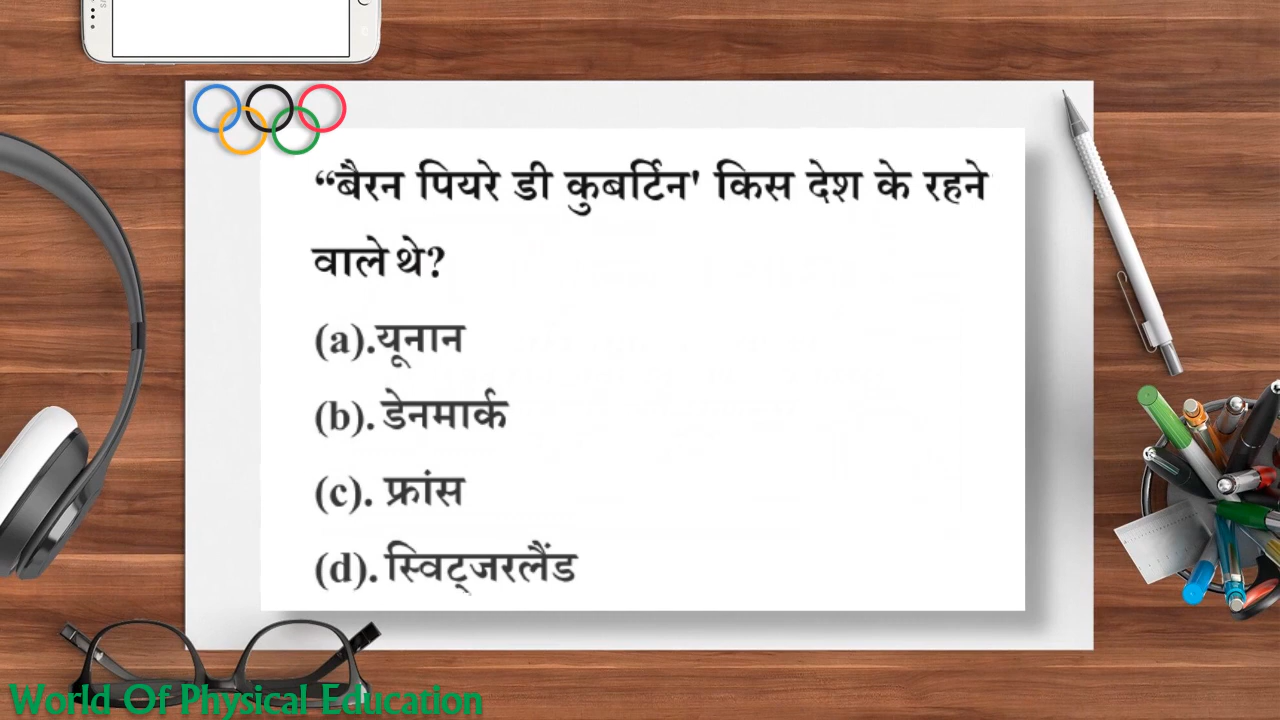 “बैरन पियरे डी कुबर्टिन' किस देश के रहने
वाले थे?
(a).यूनान
(b). डेनमार्क
(c). फ्रांस
(d). स्विट्जरलैंड
World Of Physical Education